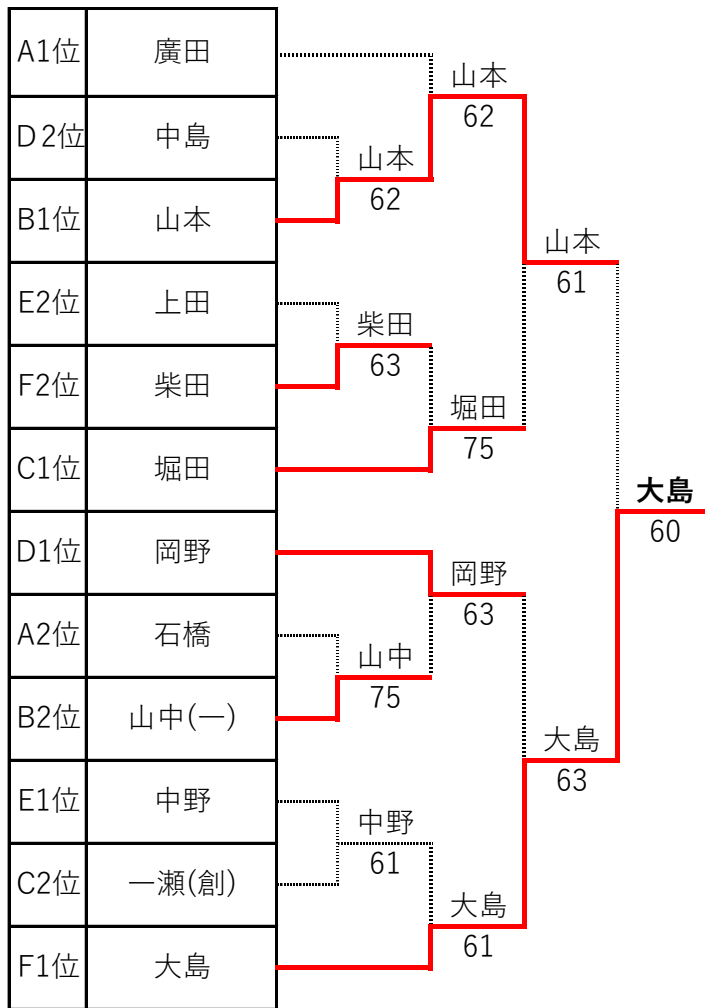 A1位 廣田
山本
62
D2位 中島
山本
62
B1位 山本
山本
61
E2位 上田
柴田
63
F2位 柴田
堀田
75
C1位 堀田
大島
60
D1位 岡野
岡野
63
A2位 石橋
山中
75
B2位 山中(一)
大島
63
E1位 中野
中野
61
C2位 一瀬(創)
大島
61
F1位 大島